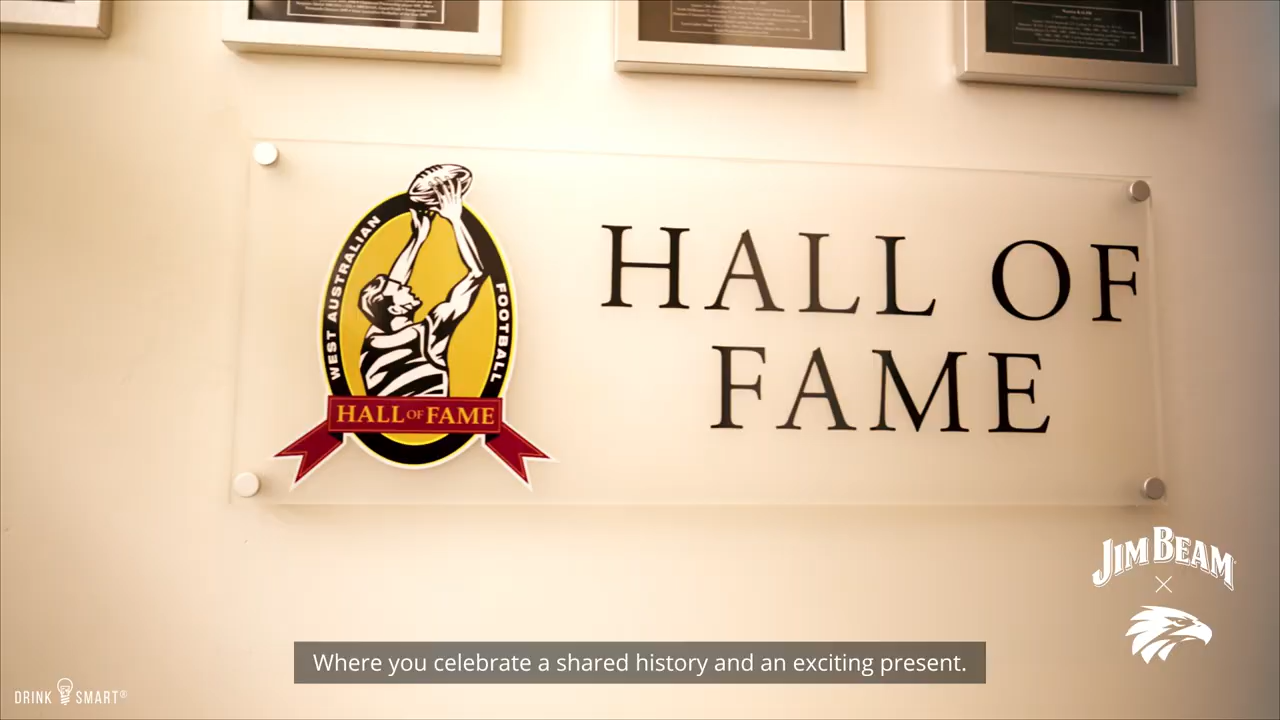 WEST AUSTRALIAN
FOOTBALL
HALL OF FAME
HALL OF
FAME
JIM BEAM
×
Where you celebrate a shared history and an exciting present.
DRINK SMART®